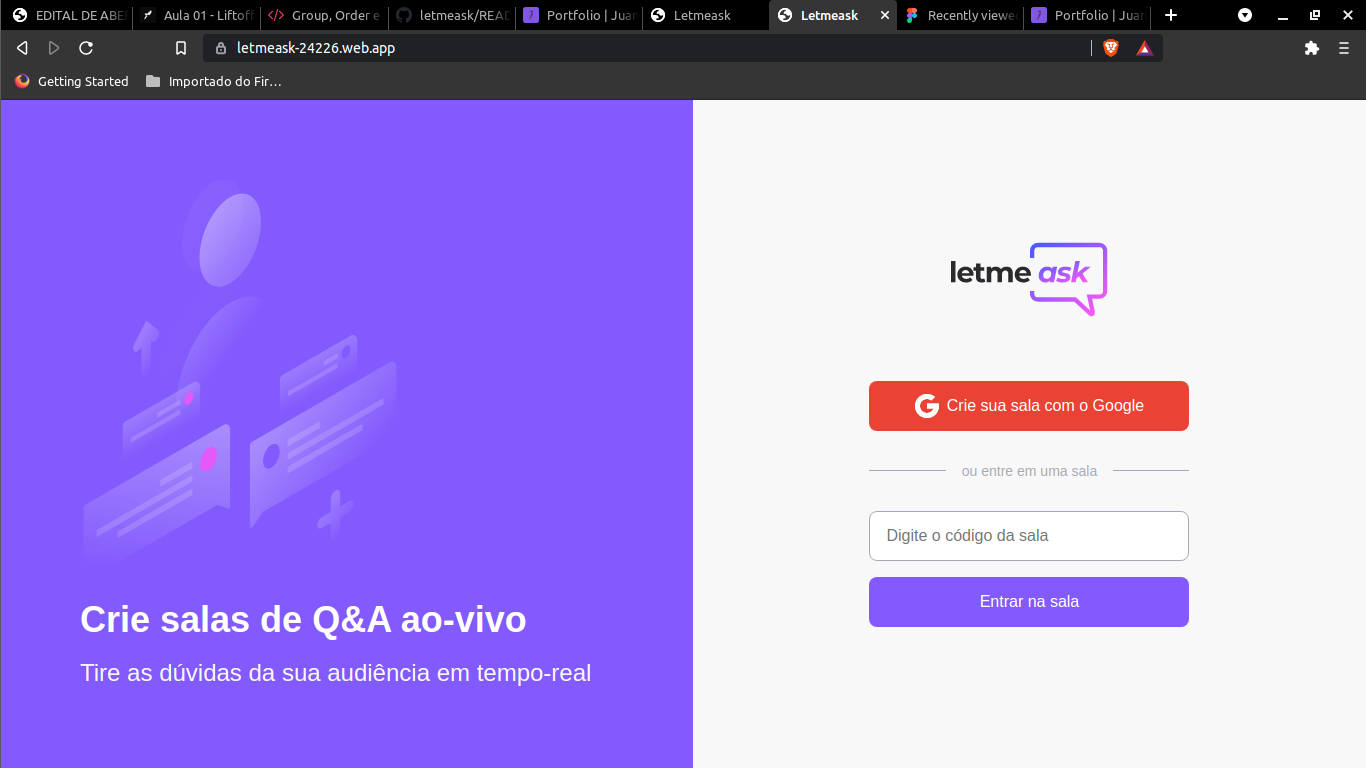 EDITAL DE ABE
Aula 01 - Liftoff
Group, Order e
letmeask/READ
Portfolio | Juan
Letmeask
Letmeask
Recently viewed
Portfolio | Juan
letmeask-24226.web.app
Getting Started
Importado do Fir…
letme ask
Crie sua sala com o Google
ou entre em uma sala
Digite o código da sala
Entrar na sala
Crie salas de Q&A ao-vivo
Tire as dúvidas da sua audiência em tempo-real